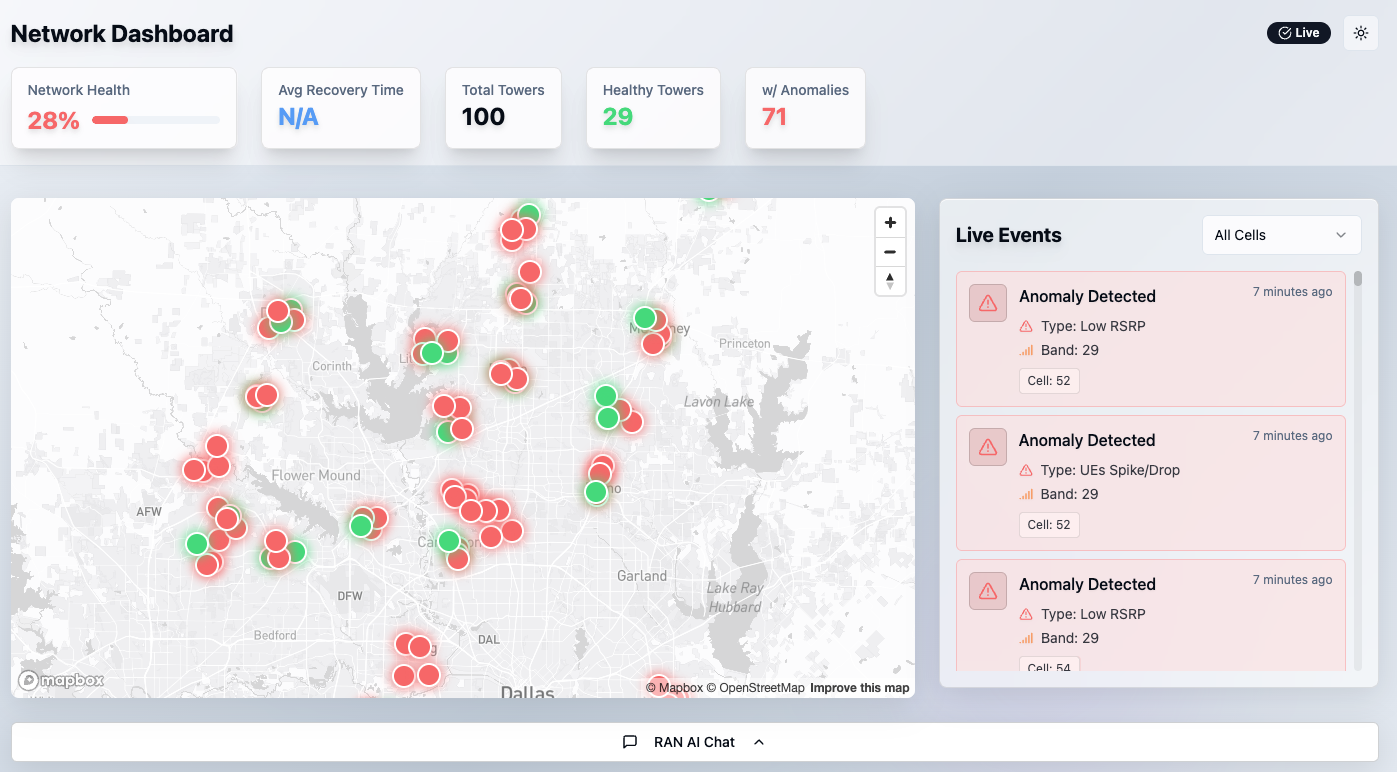 Network Dashboard
Live
Network Health
28%
Avg Recovery Time
N/A
Total Towers
100
Healthy Towers
29
w/ Anomalies
71
Corinth
Princeton
Lavon Lake
Flower Mound
AFW
Garland
Lake Ray
Hubbard
DFW
Bedford
DAL
Dallas
mapbox
© Mapbox © OpenStreetMap Improve this map
Live Events
All Cells
Anomaly Detected
7 minutes ago
Type: Low RSRP
Band: 29
Cell: 52
Anomaly Detected
7 minutes ago
Type: UEs Spike/Drop
Band: 29
Cell: 52
Anomaly Detected
7 minutes ago
Type: Low RSRP
Band: 29
Cell: 54
RAN AI Chat